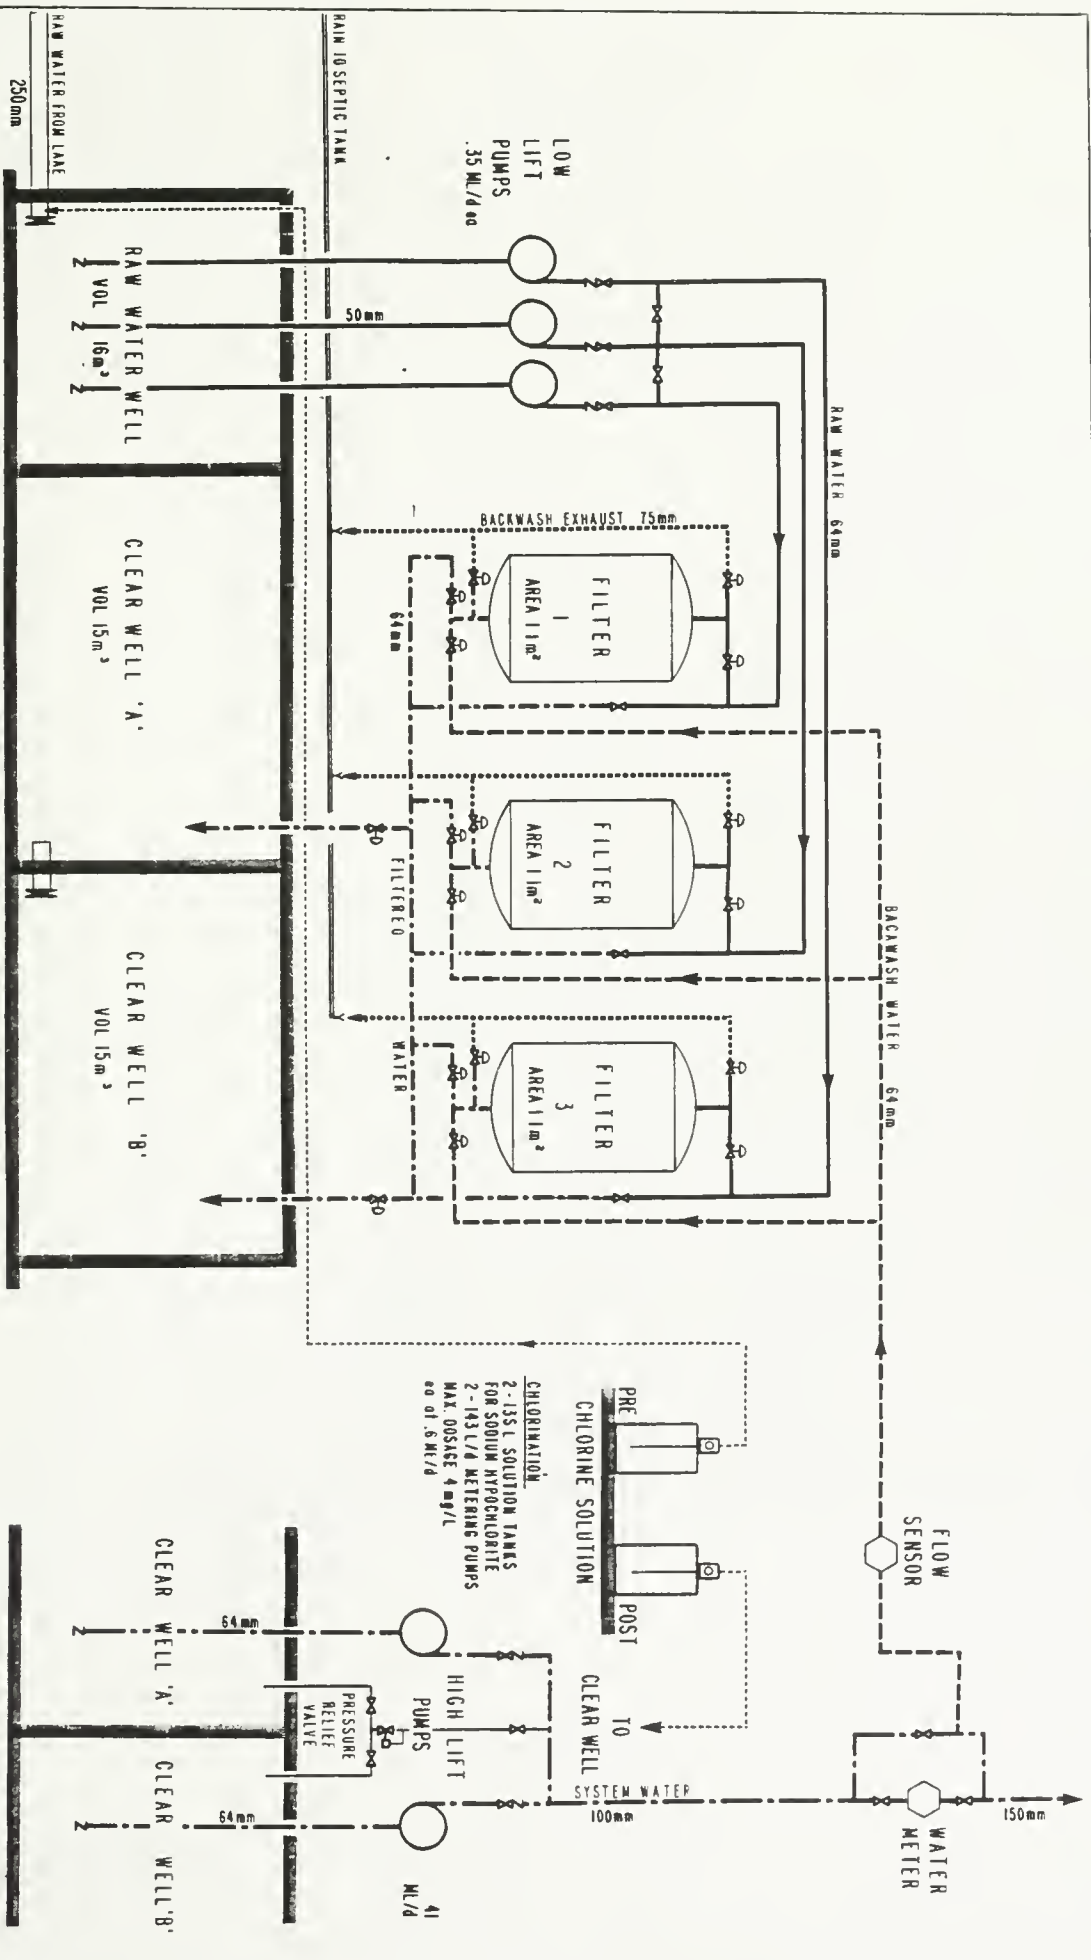 LOW
LIFT
PUMPS
.35 ML/d ea
RAIN TO SEPTIC TANK
RAW WATER FROM LAKE
250mm
RAW WATER WELL
VOL 16m³
50mm
RAW WATER 64mm
BACKWASH EXHAUST 75mm
FILTER
1
AREA 1 1m²
FILTER
2
AREA 1 1m²
FILTER
3
AREA 1 1m²
64mm
FILTERED
WATER
BACKWASH WATER 64mm
CLEAR WELL 'A'
VOL 15m³
CLEAR WELL 'B'
VOL 15m³
FLOW
SENSOR
WATER
METER
150mm
PRE
POST
CHLORINE SOLUTION
CHLORINATION
2-135 L SOLUTION TANKS
FOR SODIUM HYPOCHLORITE
2-143 L/d METERING PUMPS
MAX. DOSAGE 4 mg/L
ea at .6 ML/d
TO
CLEAR WELL
SYSTEM WATER
100mm
HIGH LIFT
PUMPS
41
ML/d
PRESSURE
RELIEF
VALVE
64mm
64mm
CLEAR WELL 'A'
CLEAR WELL 'B'